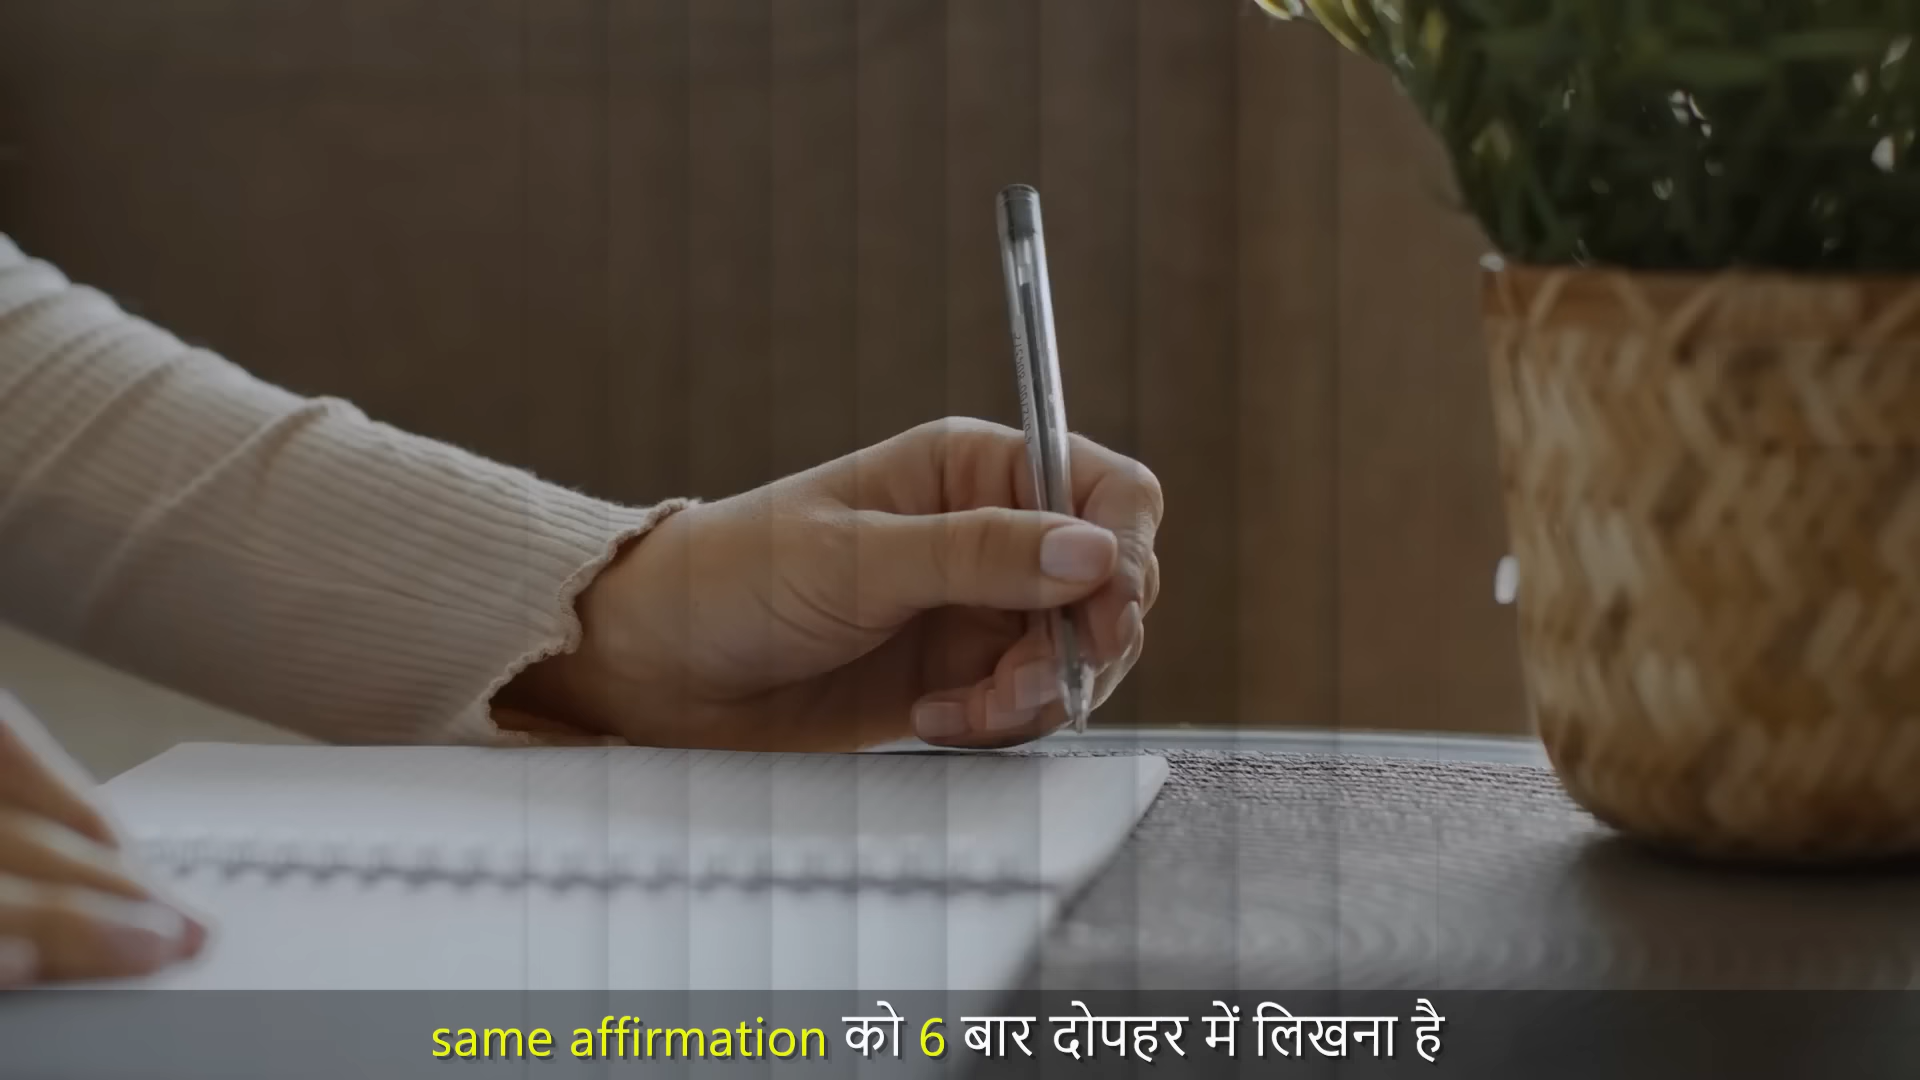 same affirmation को 6 बार दोपहर में लिखना है